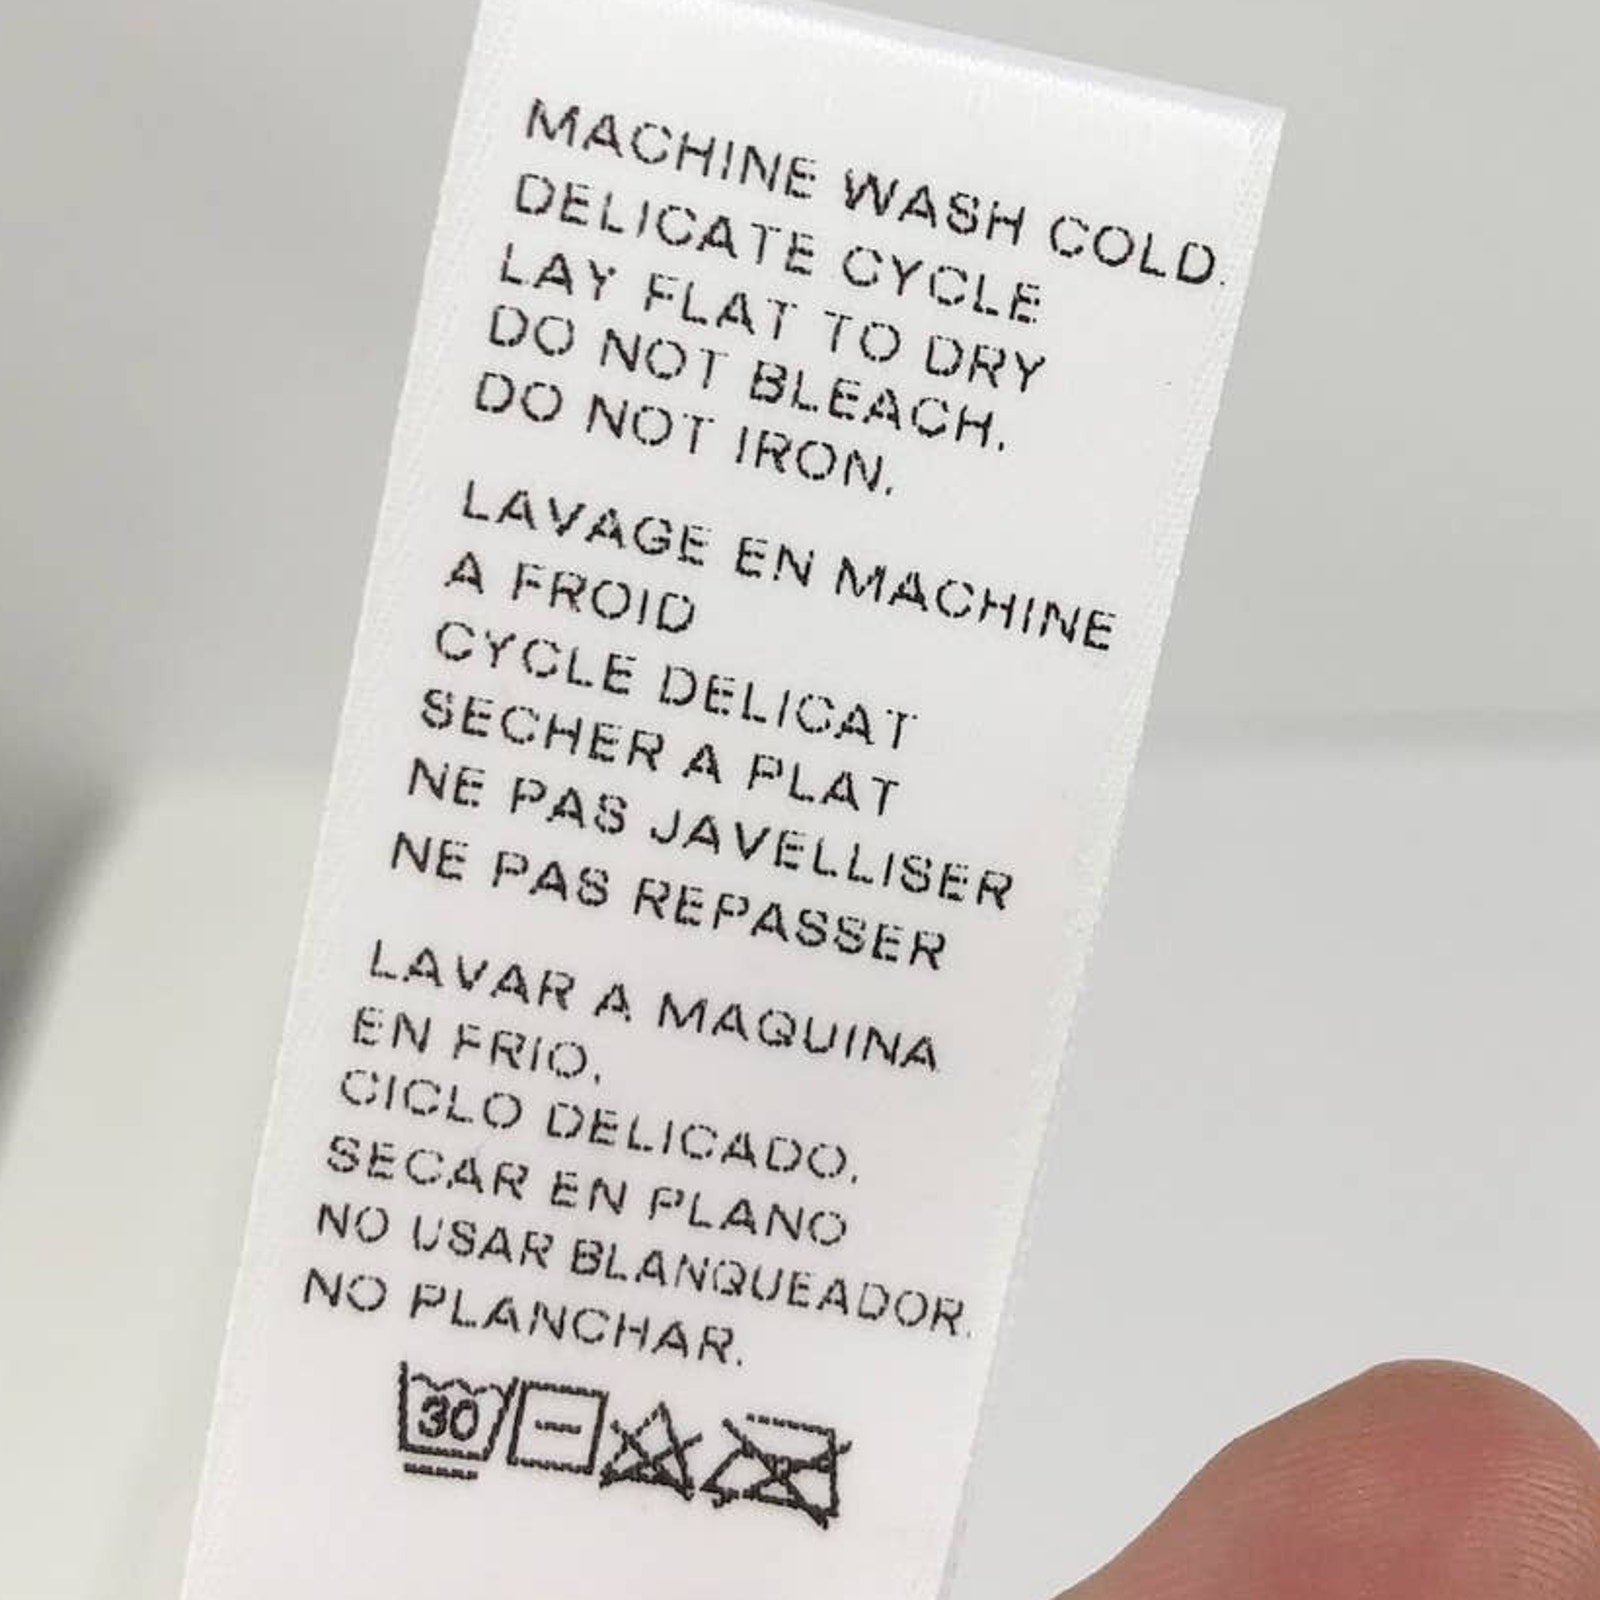 MACHINE WASH COLD.
DELICATE CYCLE
LAY FLAT TO DRY
DO NOT BLEACH.
DO NOT IRON.
LAVAGE EN MACHINE
A FROID
CYCLE DELICAT
SECHER A PLAT
NE PAS JAVELLISER
NE PAS REPASSER
LAVAR A MAQUINA
EN FRIO.
CICLO DELICADO.
SECAR EN PLANO
NO USAR BLANQUEADOR.
NO PLANCHAR.
30